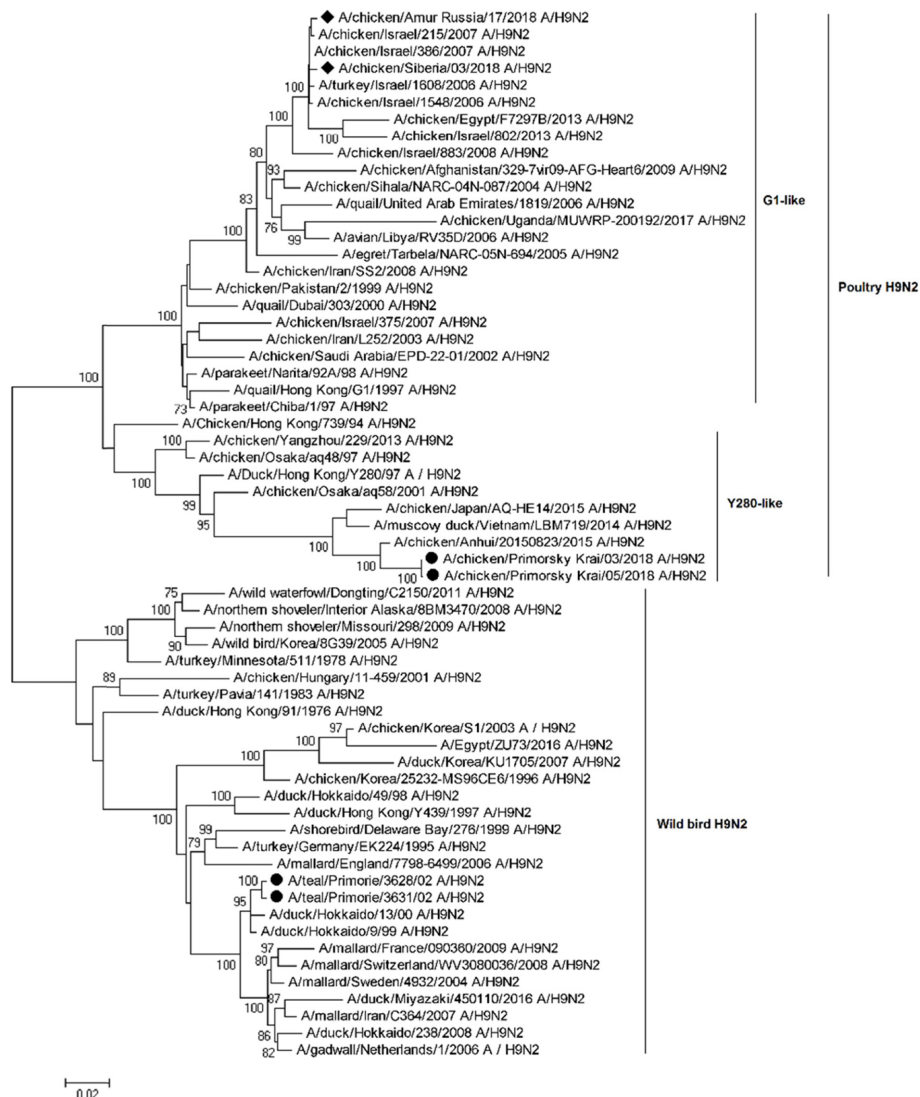 A/chicken/Amur Russia/17/2018 A/H9N2
A/chicken/Israel/215/2007 A/H9N2
A/chicken/Israel/386/2007 A/H9N2
A/chicken/Siberia/03/2018 A/H9N2
100
A/turkey/Israel/1608/2006 A/H9N2
A/chicken/Israel/1548/2006 A/H9N2
100
A/chicken/Egypt/F7297B/2013 A/H9N2
100
A/chicken/Israel/802/2013 A/H9N2
80
A/chicken/Israel/883/2008 A/H9N2
93
A/chicken/Afghanistan/329-7vir09-AFG-Heart6/2009 A/H9N2
A/chicken/Sihala/NARC-04N-087/2004 A/H9N2
83
A/quail/United Arab Emirates/1819/2006 A/H9N2
G1-like
76
A/chicken/Uganda/MUWRP-200192/2017 A/H9N2
99
A/avian/Libya/RV35D/2006 A/H9N2
100
A/egret/Tarbela/NARC-05N-694/2005 A/H9N2
A/chicken/Iran/SS2/2008 A/H9N2
A/chicken/Pakistan/2/1999 A/H9N2
Poultry H9N2
A/quail/Dubai/303/2000 A/H9N2
100
A/chicken/Israel/375/2007 A/H9N2
A/chicken/Iran/L252/2003 A/H9N2
A/chicken/Saudi Arabia/EPD-22-01/2002 A/H9N2
100
A/parakeet/Narita/92A/98 A/H9N2
A/quail/Hong Kong/G1/1997 A/H9N2
73
A/parakeet/Chiba/1/97 A/H9N2
A/Chicken/Hong Kong/739/94 A/H9N2
100
A/chicken/Yangzhou/229/2013 A/H9N2
A/chicken/Osaka/aq48/97 A/H9N2
100
A/Duck/Hong Kong/Y280/97 A / H9N2
99
A/chicken/Osaka/aq58/2001 A/H9N2
95
A/chicken/Japan/AQ-HE14/2015 A/H9N2
Y280-like
A/muscovy duck/Vietnam/LBM719/2014 A/H9N2
100
A/chicken/Anhui/20150823/2015 A/H9N2
A/chicken/Primorsky Krai/03/2018 A/H9N2
100
100
A/chicken/Primorsky Krai/05/2018 A/H9N2
75
A/wild waterfowl/Dongting/C2150/2011 A/H9N2
100
A/northern shoveler/Interior Alaska/8BM3470/2008 A/H9N2
100
A/northern shoveler/Missouri/298/2009 A/H9N2
90
A/wild bird/Korea/8G39/2005 A/H9N2
A/turkey/Minnesota/511/1978 A/H9N2
89
A/chicken/Hungary/11-459/2001 A/H9N2
A/turkey/Pavia/141/1983 A/H9N2
A/duck/Hong Kong/91/1976 A/H9N2
97
A/chicken/Korea/S1/2003 A / H9N2
100
A/Egypt/ZU73/2016 A/H9N2
100
A/duck/Korea/KU1705/2007 A/H9N2
A/chicken/Korea/25232-MS96CE6/1996 A/H9N2
100
A/duck/Hokkaido/49/98 A/H9N2
100
A/duck/Hong Kong/Y439/1997 A/H9N2
99
A/shorebird/Delaware Bay/276/1999 A/H9N2
Wild bird H9N2
79
A/turkey/Germany/EK224/1995 A/H9N2
A/mallard/England/7798-6499/2006 A/H9N2
100
A/teal/Primorie/3628/02 A/H9N2
95
A/teal/Primorie/3631/02 A/H9N2
A/duck/Hokkaido/13/00 A/H9N2
A/duck/Hokkaido/9/99 A/H9N2
100
97
A/mallard/France/090360/2009 A/H9N2
80
A/mallard/Switzerland/WV3080036/2008 A/H9N2
A/mallard/Sweden/4932/2004 A/H9N2
87
A/duck/Miyazaki/450110/2016 A/H9N2
100
A/mallard/Iran/C364/2007 A/H9N2
86
A/duck/Hokkaido/238/2008 A/H9N2
82
A/gadwall/Netherlands/1/2006 A / H9N2
0.02